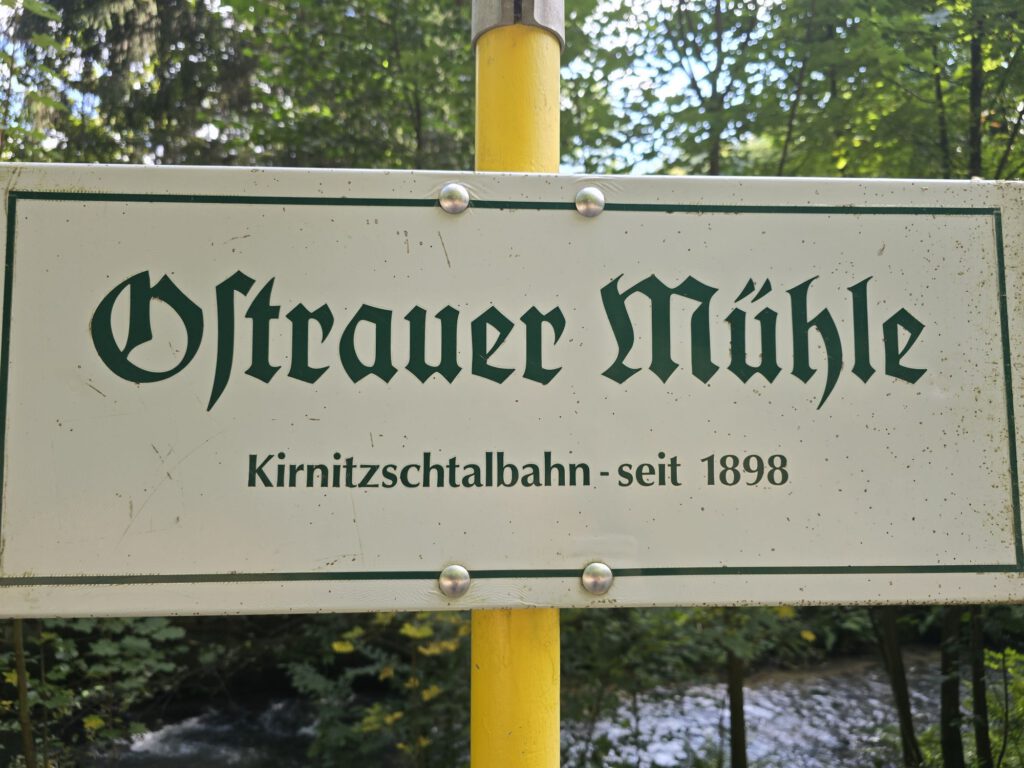 Oſtrauer Mühle
Kirnitzschtalbahn - seit 1898